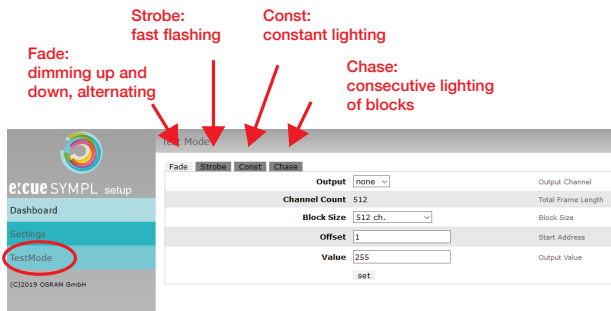 Strobe:
fast flashing
Const:
constant lighting
Fade:
dimming up and
down, alternating
Chase:
consecutive lighting
of blocks
Test Mode
Fade Strobe Const Chase
e:cue SYMPL setup
Output none Output Channel
Channel Count 512 Total Frame Length
Dashboard
Block Size 512 ch. Block Size
Settings
Offset 1 Start Address
TestMode
Value 255 Output Value
set
(C)2019 OSRAM GmbH